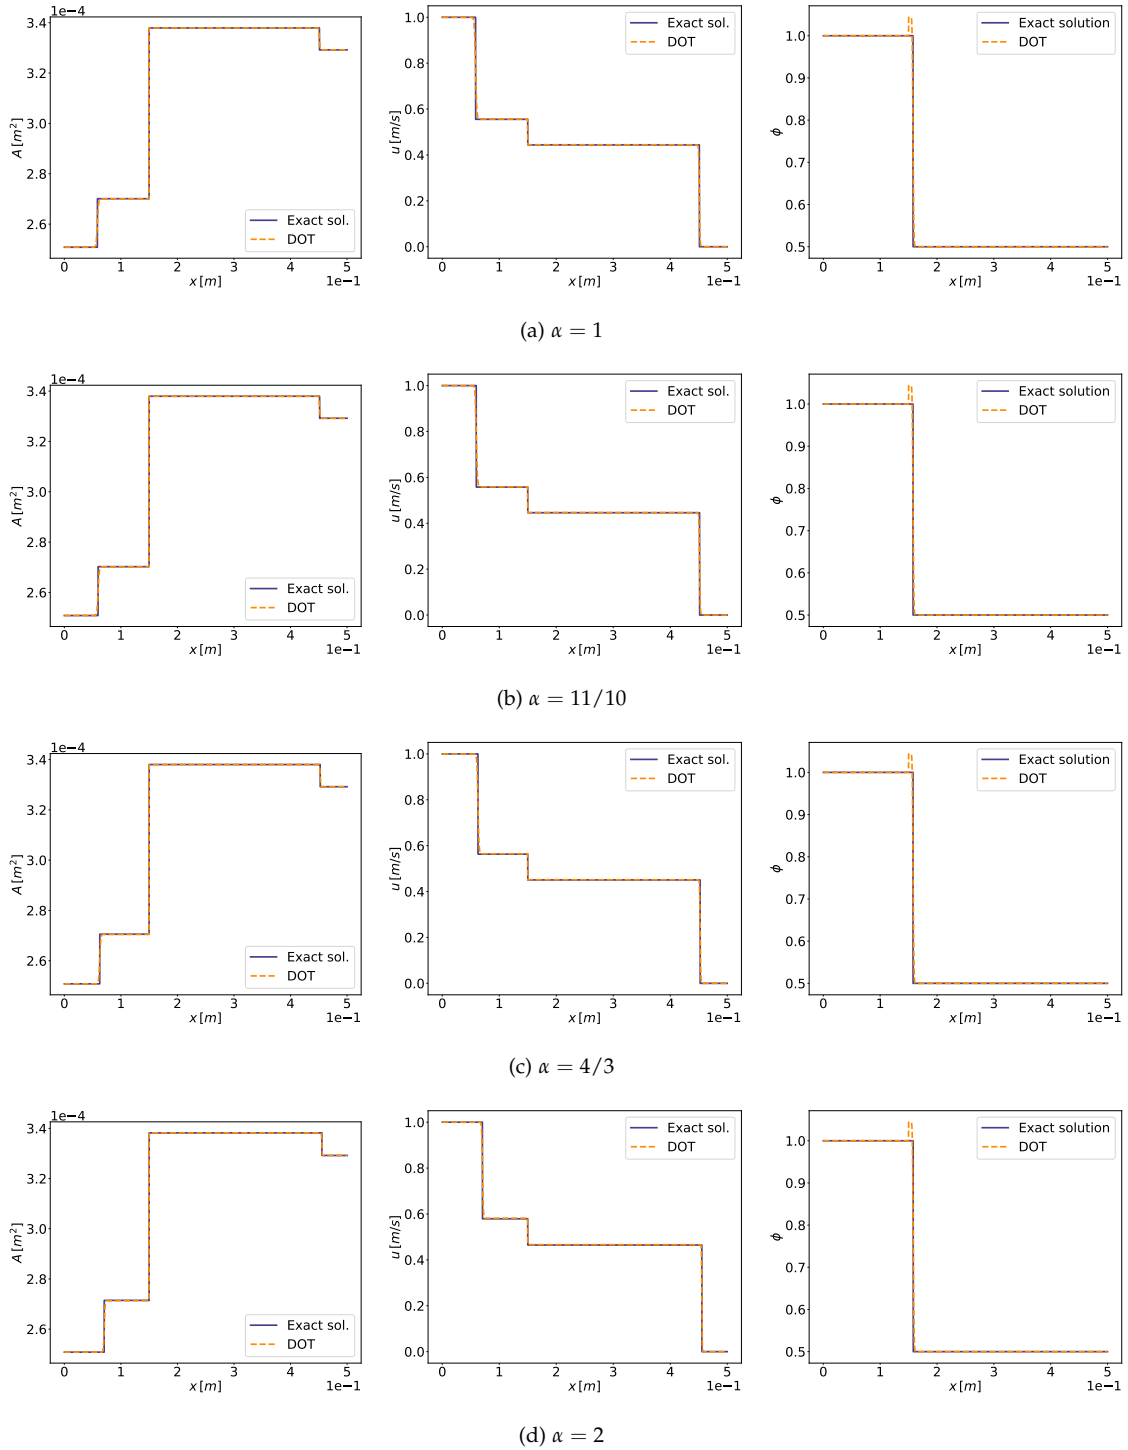 1e−4
3.4
3.2
3.0
2.8
2.6
A [m²]
Exact sol.
DOT
0 1 2 3 4 5
x [m]
1e−1
1.0
0.8
0.6
0.4
0.2
0.0
u [m/s]
Exact sol.
DOT
0 1 2 3 4 5
x [m]
1e−1
1.0
0.9
0.8
0.7
0.6
0.5
ϕ
Exact solution
DOT
0 1 2 3 4 5
x [m]
1e−1
(a) α = 1
1e−4
3.4
3.2
3.0
2.8
2.6
A [m²]
Exact sol.
DOT
0 1 2 3 4 5
x [m]
1e−1
1.0
0.8
0.6
0.4
0.2
0.0
u [m/s]
Exact sol.
DOT
0 1 2 3 4 5
x [m]
1e−1
1.0
0.9
0.8
0.7
0.6
0.5
ϕ
Exact solution
DOT
0 1 2 3 4 5
x [m]
1e−1
(b) α = 11/10
1e−4
3.4
3.2
3.0
2.8
2.6
A [m²]
Exact sol.
DOT
0 1 2 3 4 5
x [m]
1e−1
1.0
0.8
0.6
0.4
0.2
0.0
u [m/s]
Exact sol.
DOT
0 1 2 3 4 5
x [m]
1e−1
1.0
0.9
0.8
0.7
0.6
0.5
ϕ
Exact solution
DOT
0 1 2 3 4 5
x [m]
1e−1
(c) α = 4/3
1e−4
3.4
3.2
3.0
2.8
2.6
A [m²]
Exact sol.
DOT
0 1 2 3 4 5
x [m]
1e−1
1.0
0.8
0.6
0.4
0.2
0.0
u [m/s]
Exact sol.
DOT
0 1 2 3 4 5
x [m]
1e−1
1.0
0.9
0.8
0.7
0.6
0.5
ϕ
Exact solution
DOT
0 1 2 3 4 5
x [m]
1e−1
(d) α = 2